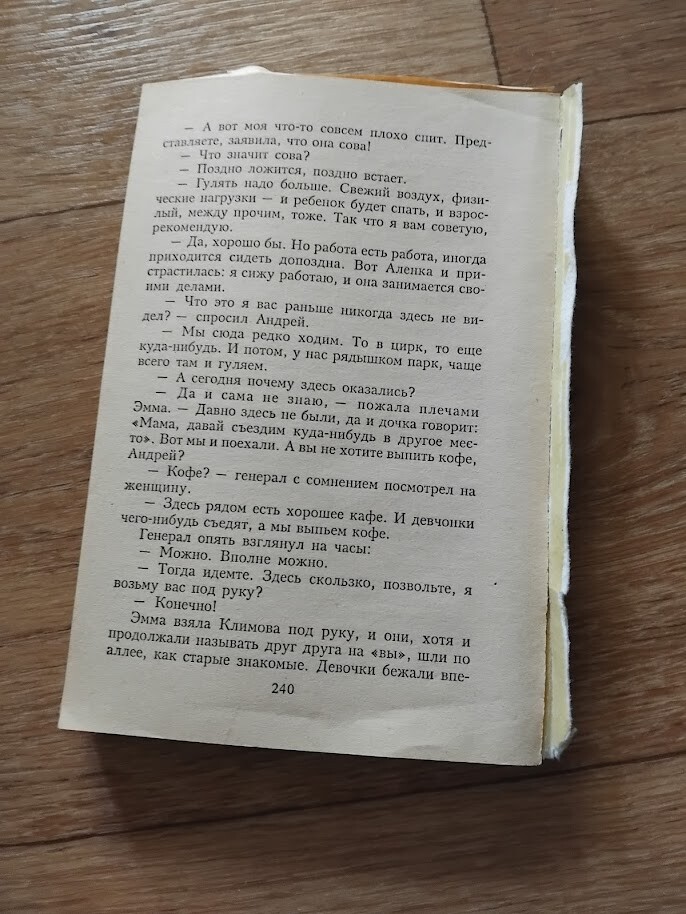 — А вот моя что-то совсем плохо спит. Пред-
ставляете, заявила, что она сова!
— Что значит сова?
— Поздно ложится, поздно встает.
— Гулять надо больше. Свежий воздух, физи-
ческие нагрузки — и ребенок будет спать, и взрос-
лый, между прочим, тоже. Так что я вам советую,
рекомендую.
— Да, хорошо бы. Но работа есть работа, иногда
приходится сидеть допоздна. Вот Аленка и при-
страстилась: я сижу работаю, и она занимается сво-
ими делами.
— Что это я вас раньше никогда здесь не ви-
дел? — спросил Андрей.
— Мы сюда редко ходим. То в цирк, то еще
куда-нибудь. И потом, у нас рядышком парк, чаще
всего там и гуляем.
— А сегодня почему здесь оказались?
— Да и сама не знаю, — пожала плечами
Эмма. — Давно здесь не были, да и дочка говорит:
«Мама, давай съездим куда-нибудь в другое мес-
то». Вот мы и поехали. А вы не хотите выпить кофе,
Андрей?
— Кофе? — генерал с сомнением посмотрел на
женщину.
— Здесь рядом есть хорошее кафе. И девчонки
чего-нибудь съедят, а мы выпьем кофе.
Генерал опять взглянул на часы:
— Можно. Вполне можно.
— Тогда идемте. Здесь скользко, позвольте, я
возьму вас под руку?
— Конечно!
Эмма взяла Климова под руку, и они, хотя и
продолжали называть друг друга на «вы», шли по
аллее, как старые знакомые. Девочки бежали впе-
240